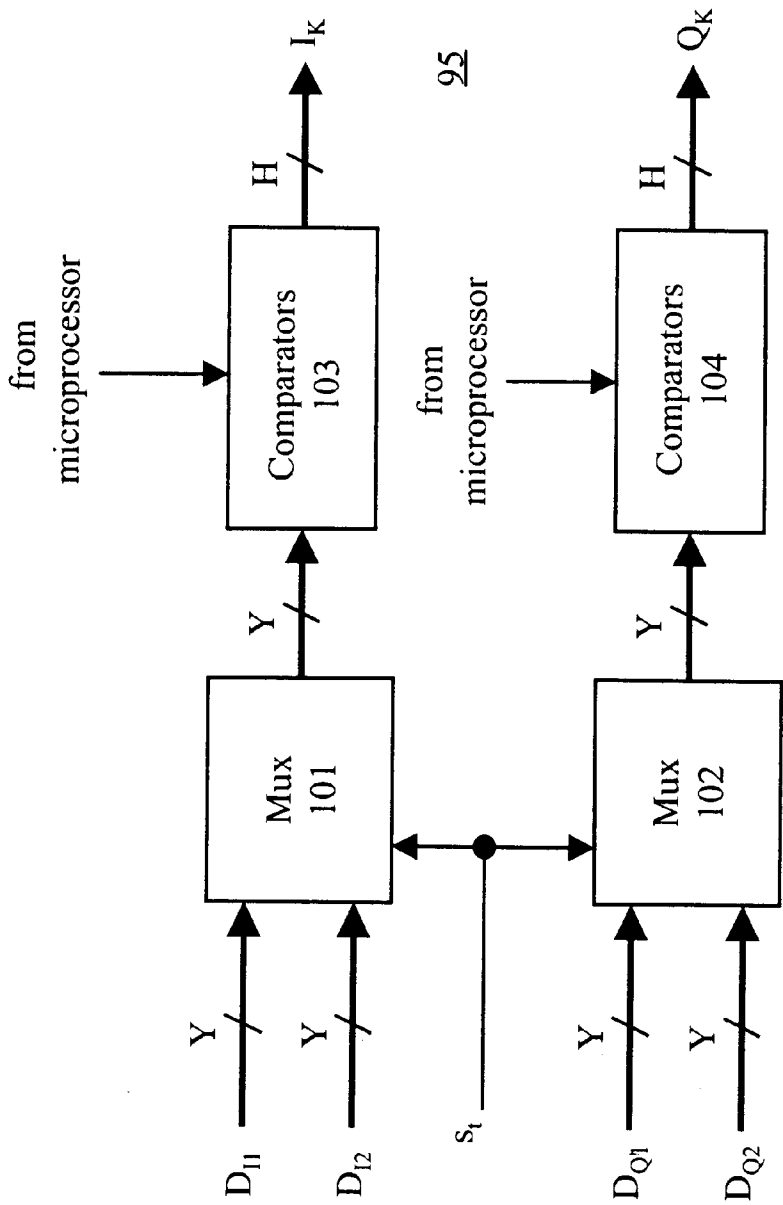 from
microprocessor
D_I1
Y
D_I2
Y
Mux
101
Y
Comparators
103
H
I_K
s_t
95
from
microprocessor
D_Q1
Y
D_Q2
Y
Mux
102
Y
Comparators
104
H
Q_K